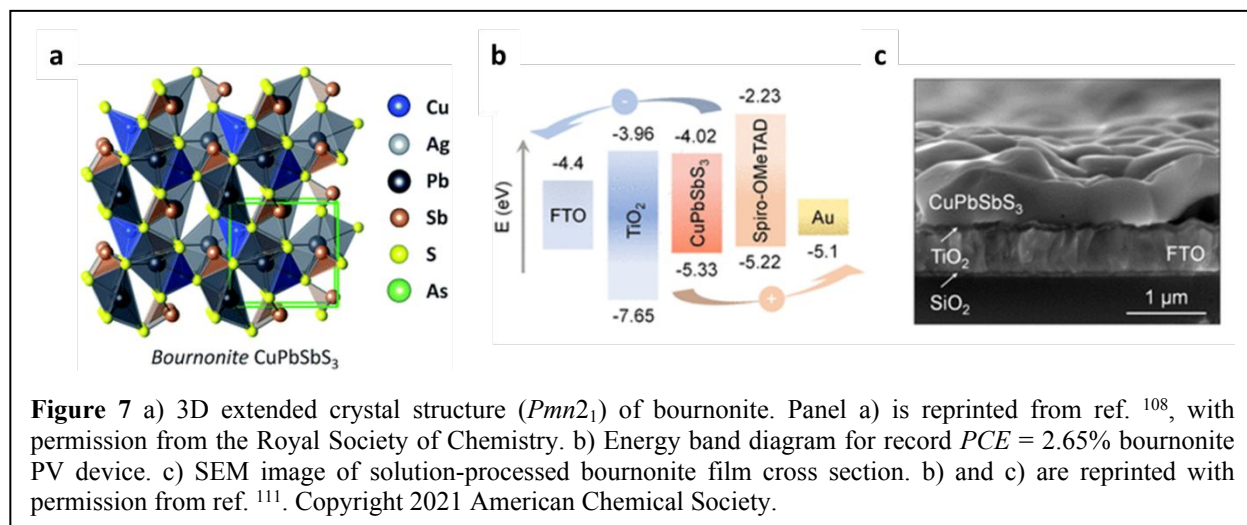 a
Cu
Ag
Pb
Sb
S
As
Bournonite CuPbSbS₃
b
E (eV)
-4.4
FTO
-3.96
TiO₂
-7.65
-
-4.02
CuPbSbS₃
-5.33
-2.23
Spiro-OMeTAD
-5.22
+
Au
-5.1
c
CuPbSbS₃
TiO₂
FTO
SiO₂
1 µm
Figure 7 a) 3D extended crystal structure (Pmn2₁) of bournonite. Panel a) is reprinted from ref. ¹⁰⁸, with
permission from the Royal Society of Chemistry. b) Energy band diagram for record PCE = 2.65% bournonite
PV device. c) SEM image of solution-processed bournonite film cross section. b) and c) are reprinted with
permission from ref. ¹¹¹. Copyright 2021 American Chemical Society.